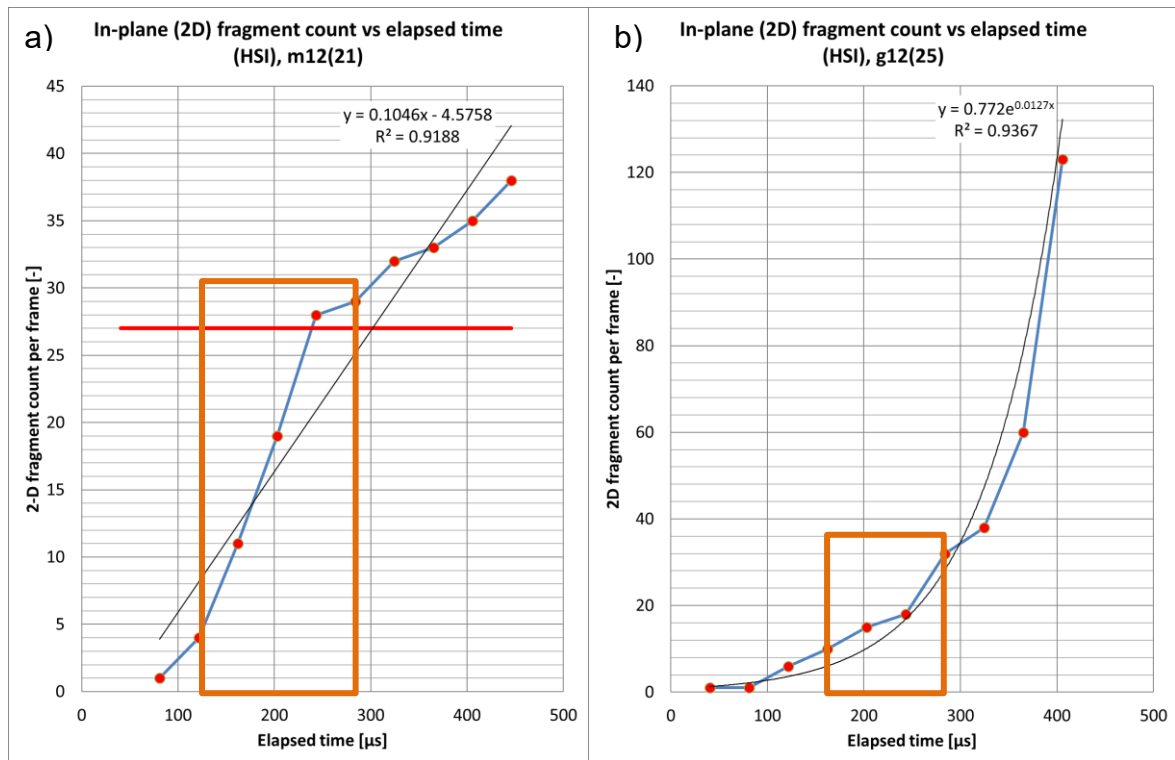 a)
In-plane (2D) fragment count vs elapsed time
(HSI), m12(21)
y = 0.1046x - 4.5758
R² = 0.9188
2-D fragment count per frame [-]
45
40
35
30
25
20
15
10
5
0
0 100 200 300 400 500
Elapsed time [µs]
b)
In-plane (2D) fragment count vs elapsed time
(HSI), g12(25)
y = 0.772e^0.0127x
R² = 0.9367
2D fragment count per frame [-]
140
120
100
80
60
40
20
0
0 100 200 300 400 500
Elapsed time [µs]